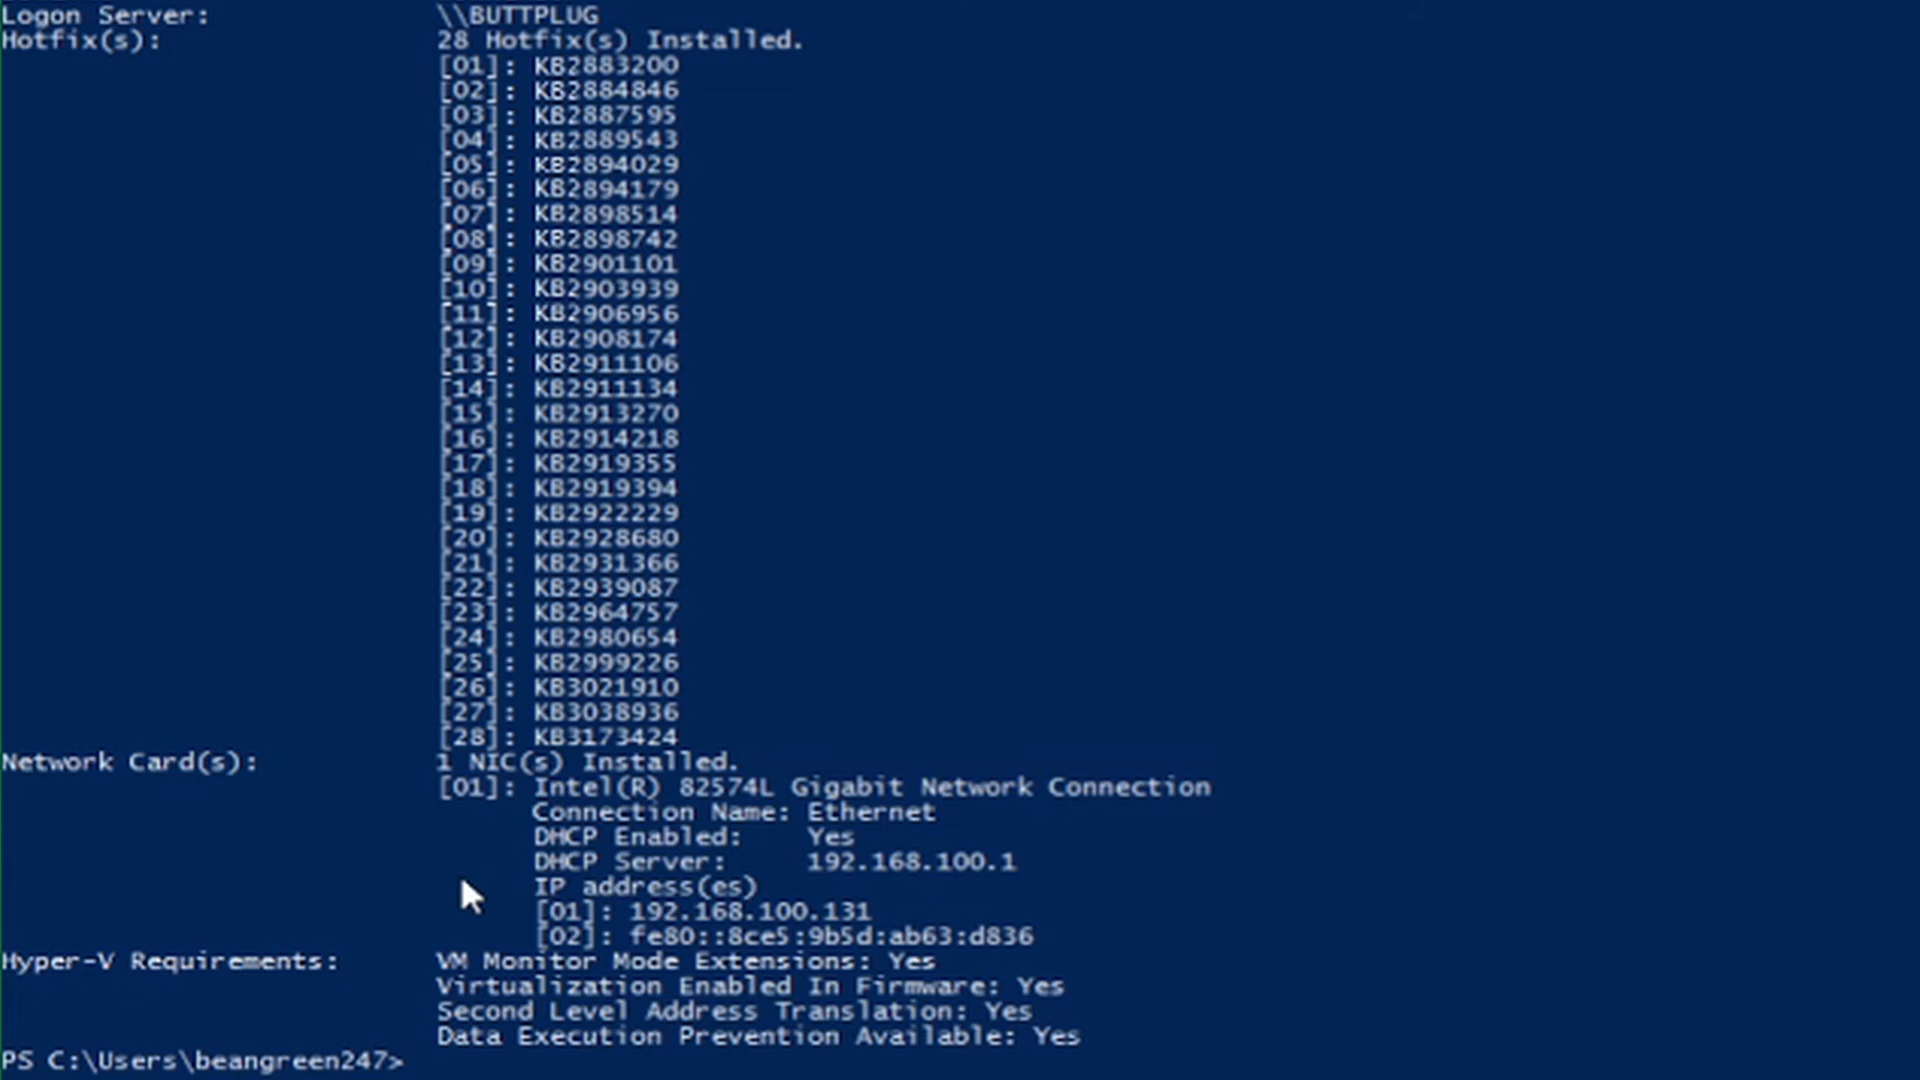 Logon Server: \\BUTTPLUG
Hotfix(s): 28 Hotfix(s) Installed.
[01]: KB2883200
[02]: KB2884846
[03]: KB2887595
[04]: KB2889543
[05]: KB2894029
[06]: KB2894179
[07]: KB2898514
[08]: KB2898742
[09]: KB2901101
[10]: KB2903939
[11]: KB2906956
[12]: KB2908174
[13]: KB2911106
[14]: KB2911134
[15]: KB2913270
[16]: KB2914218
[17]: KB2919355
[18]: KB2919394
[19]: KB2922229
[20]: KB2928680
[21]: KB2931366
[22]: KB2939087
[23]: KB2964757
[24]: KB2980654
[25]: KB2999226
[26]: KB3021910
[27]: KB3038936
[28]: KB3173424
Network Card(s): 1 NIC(s) Installed.
[01]: Intel(R) 82574L Gigabit Network Connection
Connection Name: Ethernet
DHCP Enabled: Yes
DHCP Server: 192.168.100.1
IP address(es)
[01]: 192.168.100.131
[02]: fe80::8ce5:9b5d:ab63:d836
Hyper-V Requirements: VM Monitor Mode Extensions: Yes
Virtualization Enabled In Firmware: Yes
Second Level Address Translation: Yes
Data Execution Prevention Available: Yes
PS C:\Users\beangreen247>